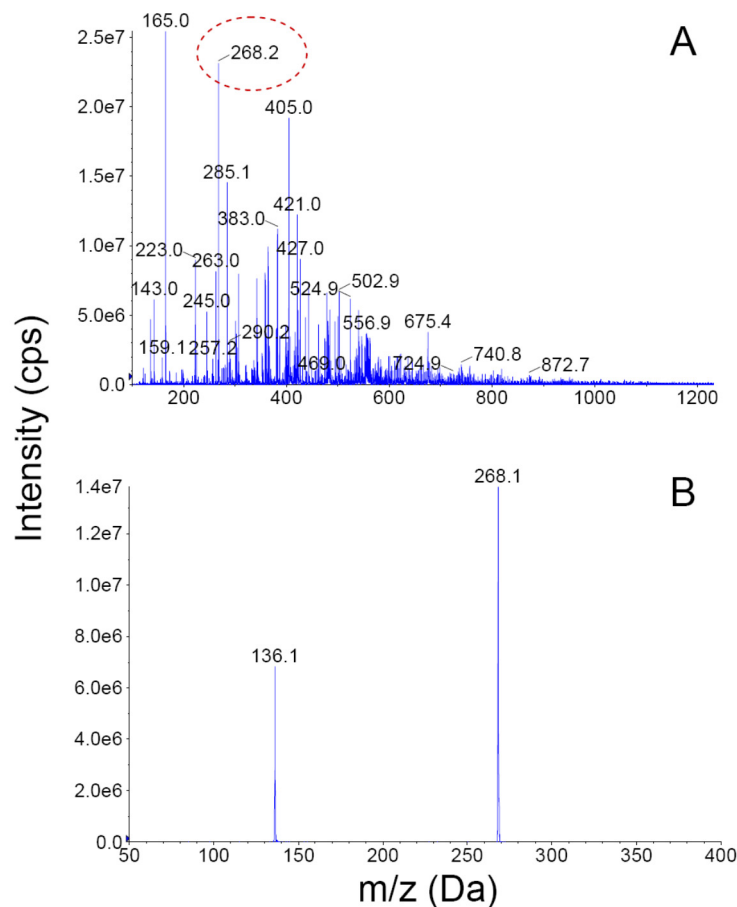 A
165.0
2.5e7
268.2
2.0e7
405.0
1.5e7
285.1
421.0
383.0
1.0e7
427.0
223.0
263.0
143.0
502.9
524.9
245.0
5.0e6
675.4
556.9
290.2
159.1
257.2
469.0
724.9
740.8
872.7
0.0
200 400 600 800 1000 1200
Intensity (cps)
B
268.1
1.4e7
1.2e7
1.0e7
8.0e6
136.1
6.0e6
4.0e6
2.0e6
0.0
50 100 150 200 250 300 350 400
m/z (Da)